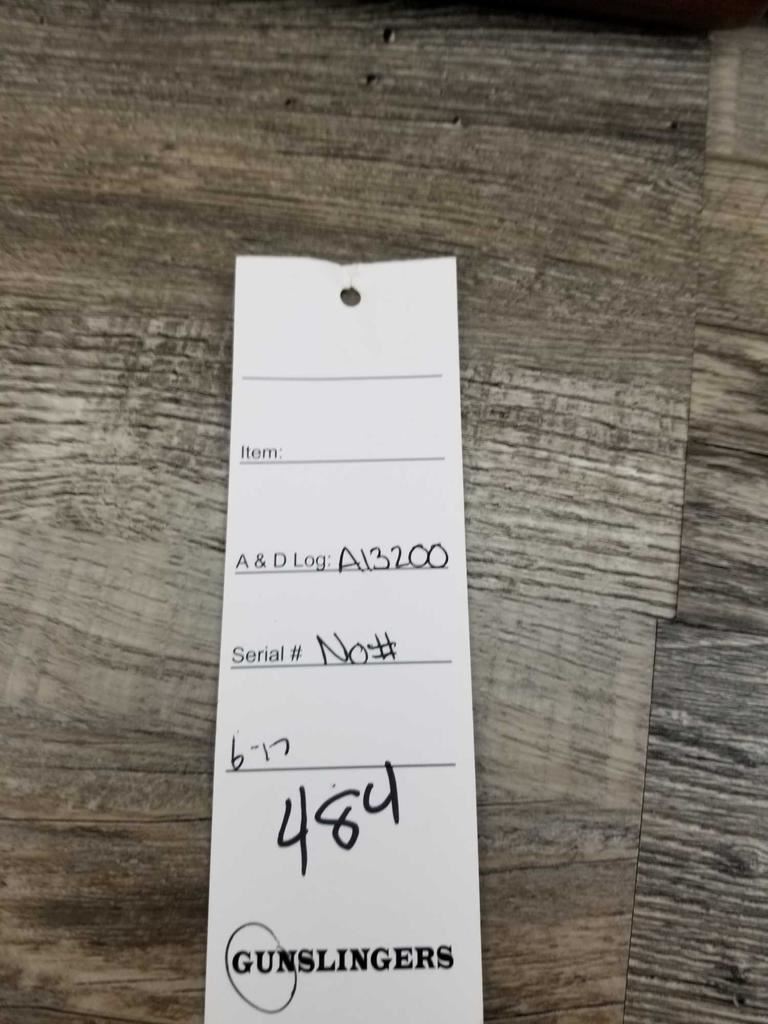 Item:
A & D Log: A13200
Serial # No#
6-17
484
GUNSLINGERS